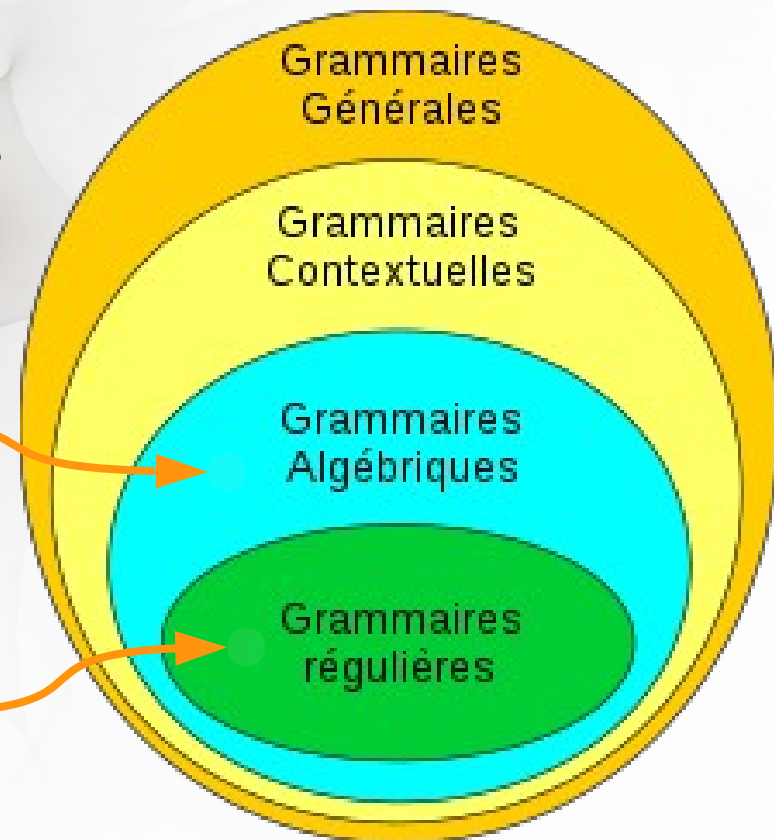 Grammaires
Générales
Grammaires
Contextuelles
Grammaires
Algébriques
Grammaires
régulières